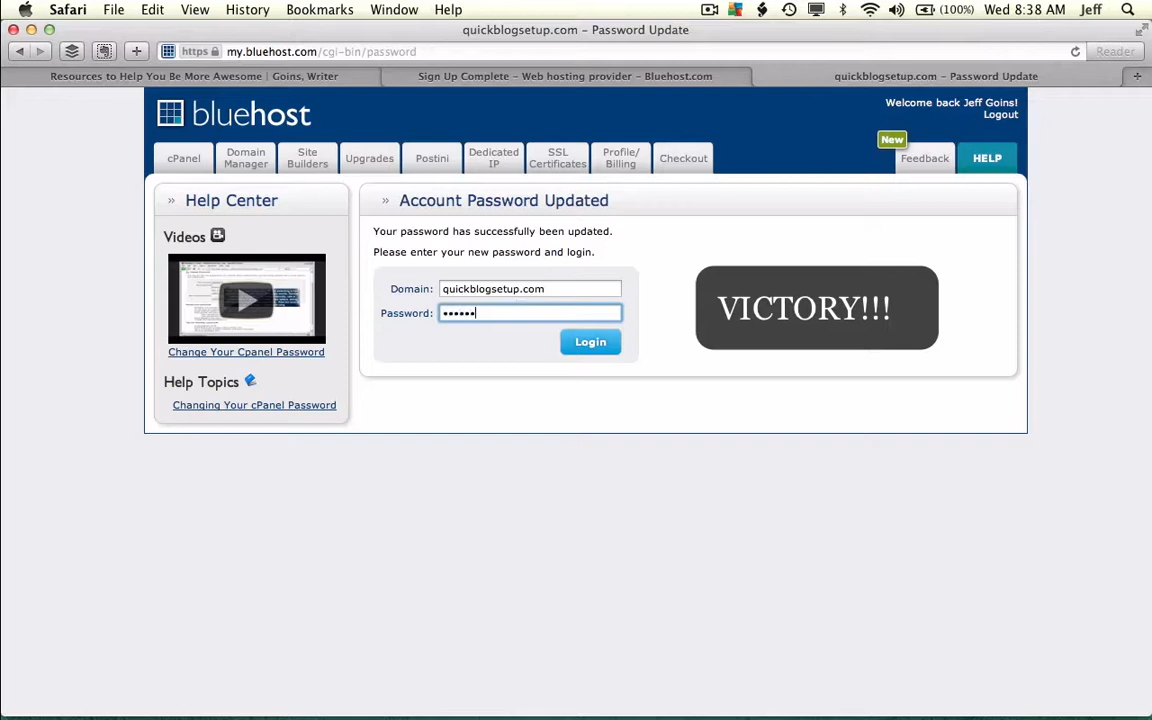 Safari File Edit View History Bookmarks Window Help (100%) Wed 8:38 AM Jeff
quickblogsetup.com – Password Update
https my.bluehost.com/cgi-bin/password Reader
Resources to Help You Be More Awesome | Goins, Writer Sign Up Complete – Web hosting provider – Bluehost.com quickblogsetup.com – Password Update +
bluehost
Welcome back Jeff Goins!
Logout
New
cPanel Domain Manager Site Builders Upgrades Postini Dedicated IP SSL Certificates Profile/ Billing Checkout Feedback HELP
» Help Center
Videos
Change Your Cpanel Password
Help Topics
Changing Your cPanel Password
» Account Password Updated
Your password has successfully been updated.
Please enter your new password and login.
Domain: quickblogsetup.com
Password: ••••••
Login
VICTORY!!!